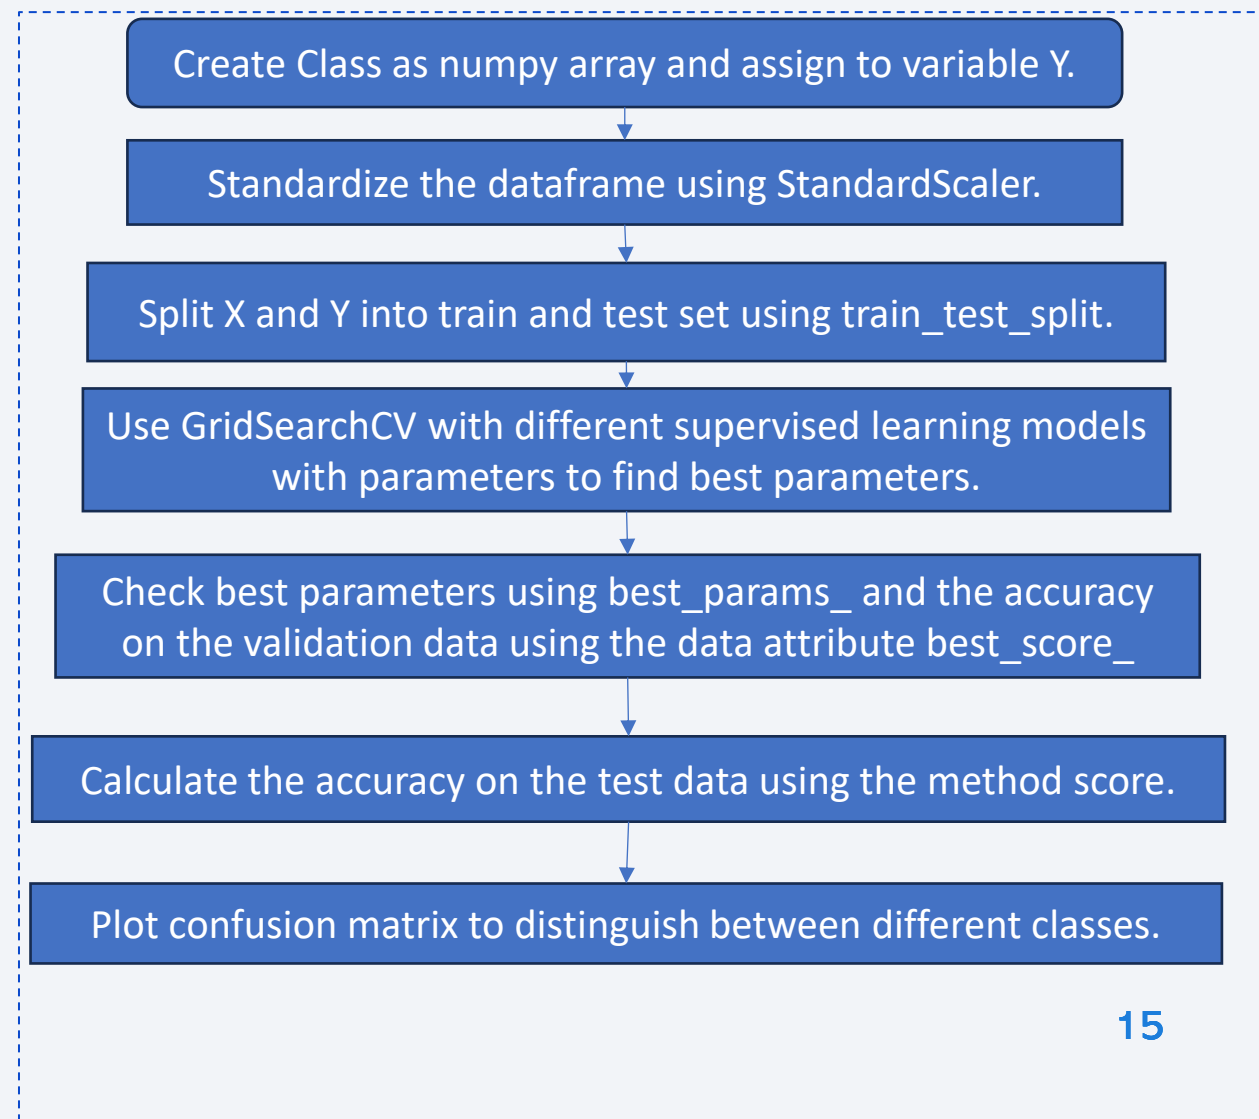 Create Class as numpy array and assign to variable Y.
Standardize the dataframe using StandardScaler.
Split X and Y into train and test set using train_test_split.
Use GridSearchCV with different supervised learning models
with parameters to find best parameters.
Check best parameters using best_params_ and the accuracy
on the validation data using the data attribute best_score_
Calculate the accuracy on the test data using the method score.
Plot confusion matrix to distinguish between different classes.
15